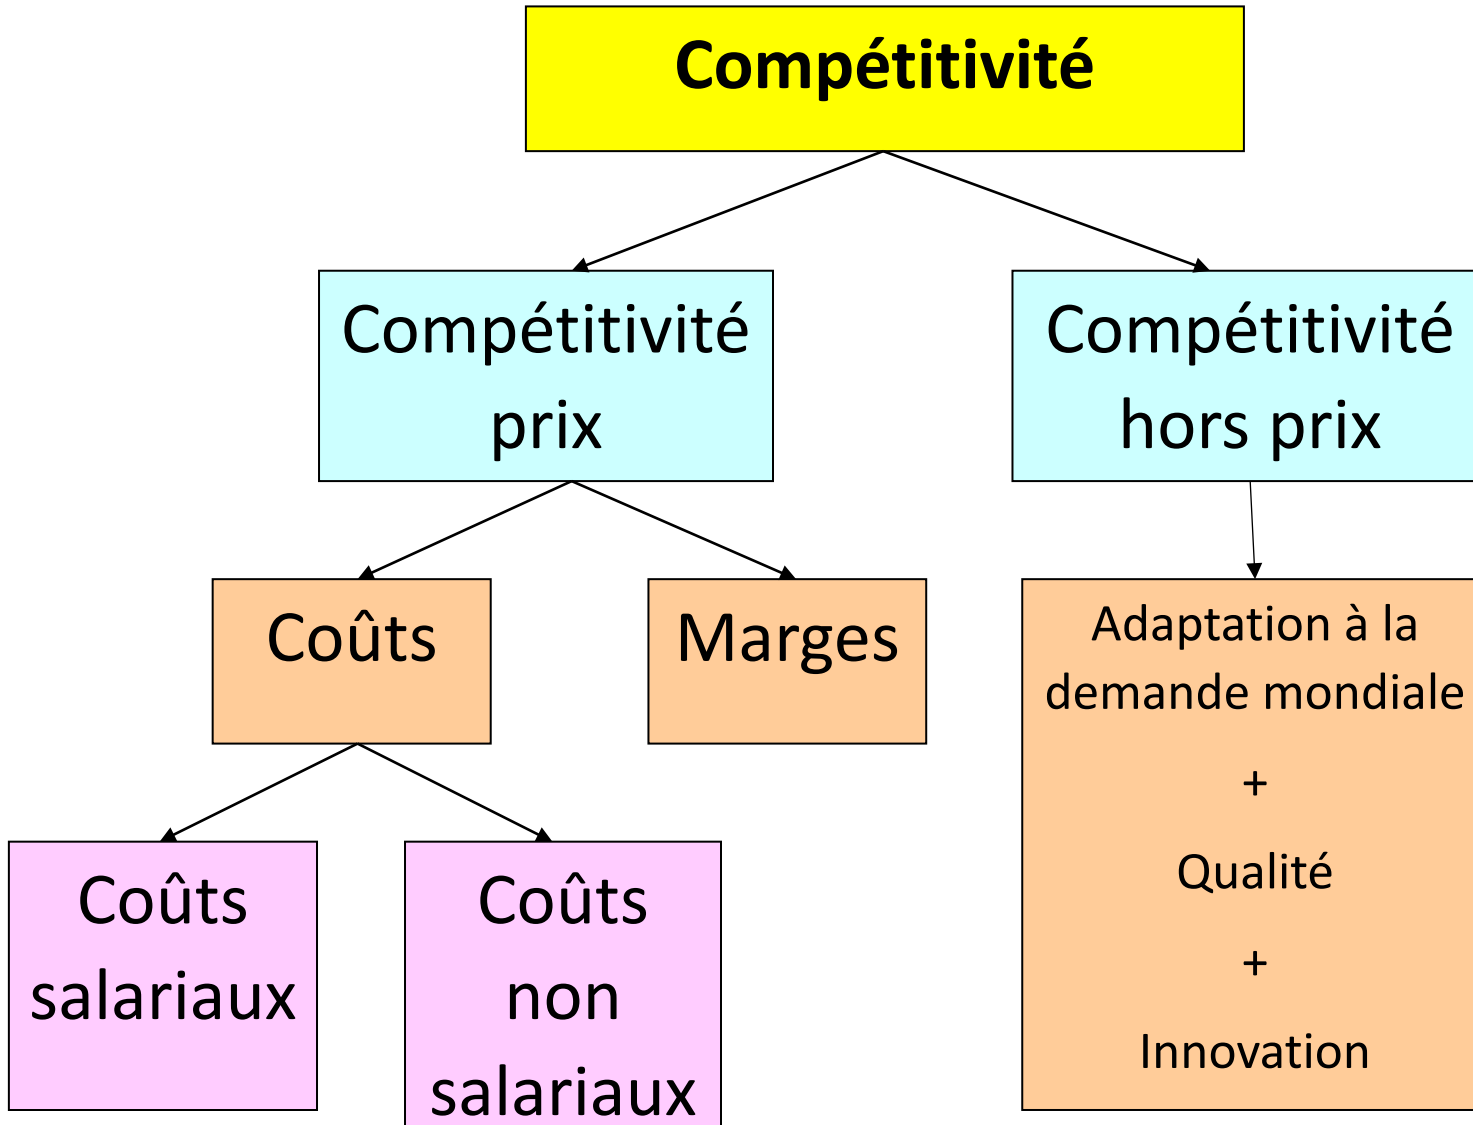 Compétitivité
Compétitivité
prix
Compétitivité
hors prix
Coûts
Marges
Adaptation à la
demande mondiale
+
Qualité
+
Innovation
Coûts
salariaux
Coûts
non
salariaux